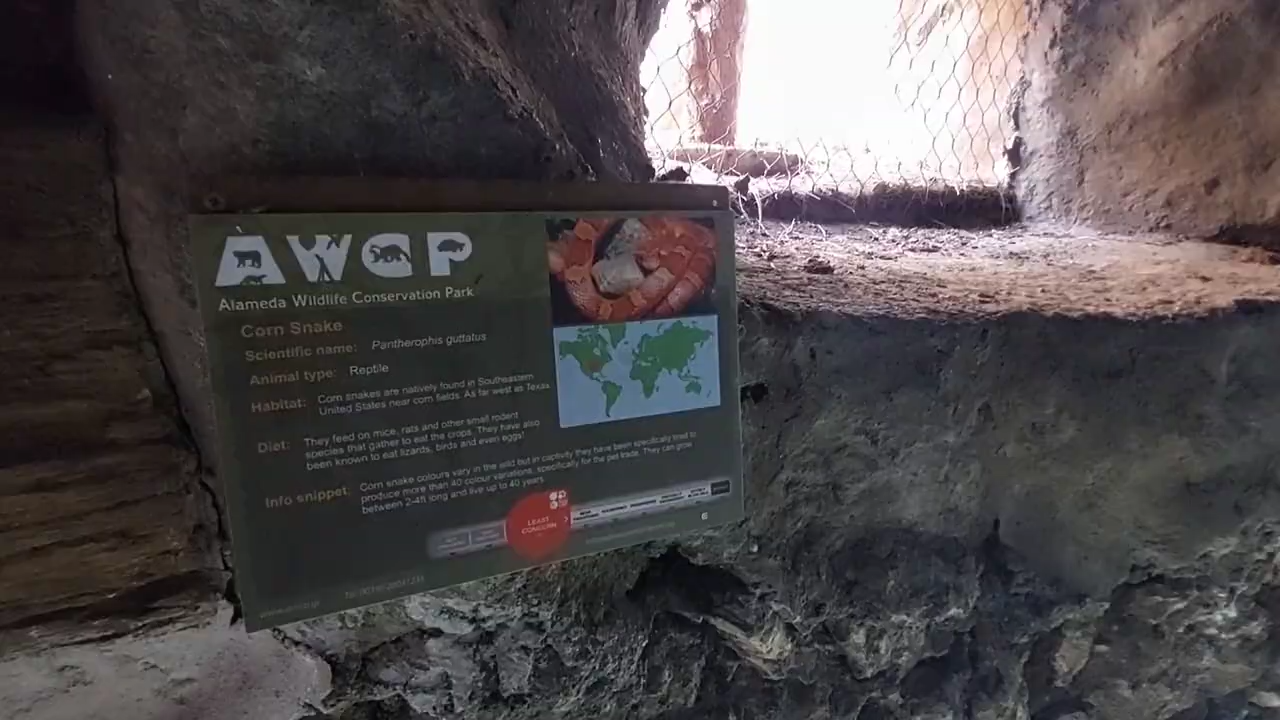 AWCP
Alameda Wildlife Conservation Park
Corn Snake
Scientific name: Pantherophis guttatus
Animal type: Reptile
Habitat: Corn snakes are natively found in Southeastern
United States near corn fields. As far west as Texas
Diet: They feed on mice, rats and other small rodent
species that gather to eat the crops. They have also
been known to eat lizards, birds and even eggs!
Info snippet: Corn snake colours vary in the wild but in captivity they have been specifically bred to
produce more than 40 colour variations, specifically for the pet trade. They can grow
between 2-4ft long and live up to 40 years
LEAST
CONCERN